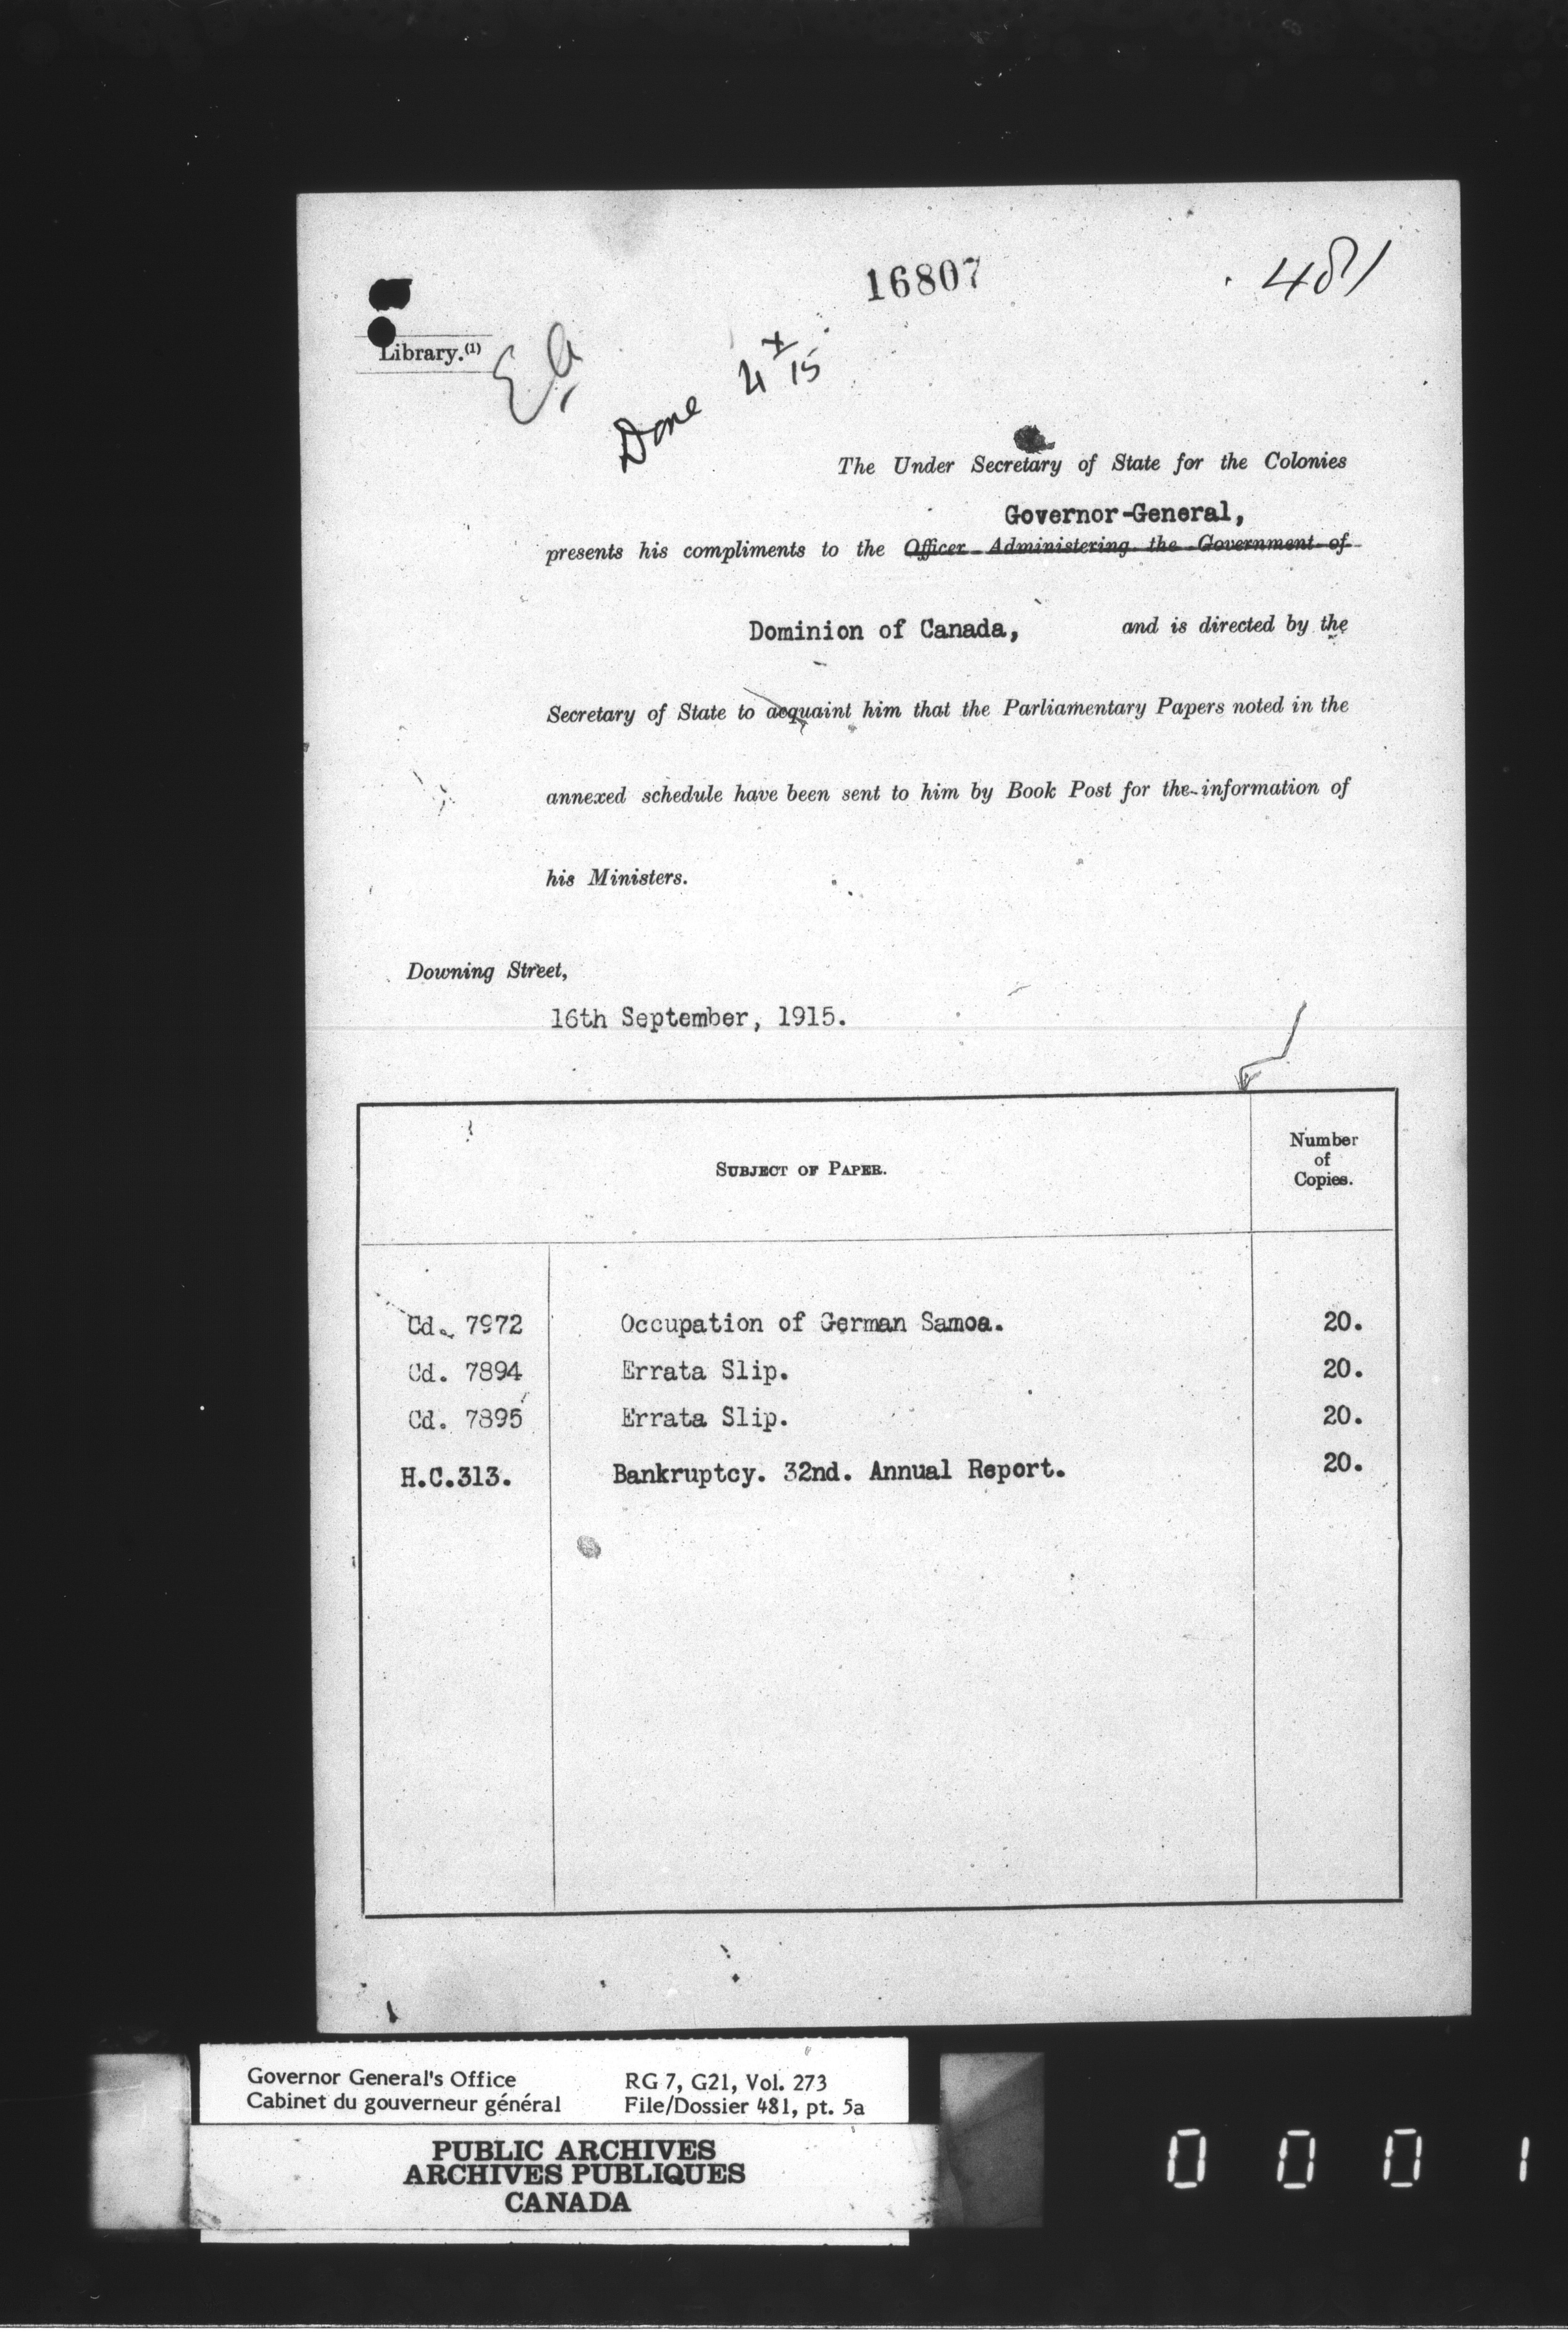 16807
481
Library.(1)
Done 4 X/15
The Under Secretary of State for the Colonies
Governor-General,
presents his compliments to the Officer Administering the Government of
Dominion of Canada, and is directed by the
Secretary of State to acquaint him that the Parliamentary Papers noted in the
annexed schedule have been sent to him by Book Post for the information of
his Ministers.
Downing Street,
16th September, 1915.
SUBJECT OF PAPER.
Number
of
Copies.
Cd. 7972 Occupation of German Samoa. 20.
Cd. 7894 Errata Slip. 20.
Cd. 7895 Errata Slip. 20.
H.C.313. Bankruptcy. 32nd. Annual Report. 20.
Governor General's Office RG 7, G21, Vol. 273
Cabinet du gouverneur général File/Dossier 481, pt. 5a
PUBLIC ARCHIVES
ARCHIVES PUBLIQUES
CANADA
0 0 0 1